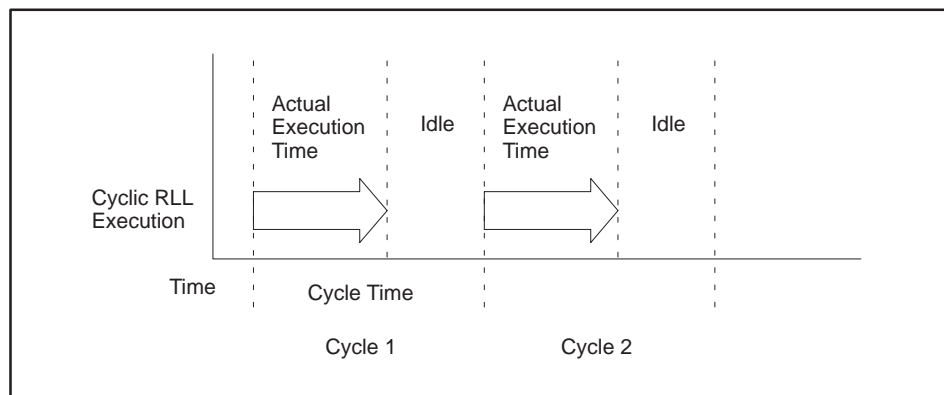 Actual
Execution
Time
Idle
Actual
Execution
Time
Idle
Cyclic RLL
Execution
Time
Cycle Time
Cycle 1
Cycle 2